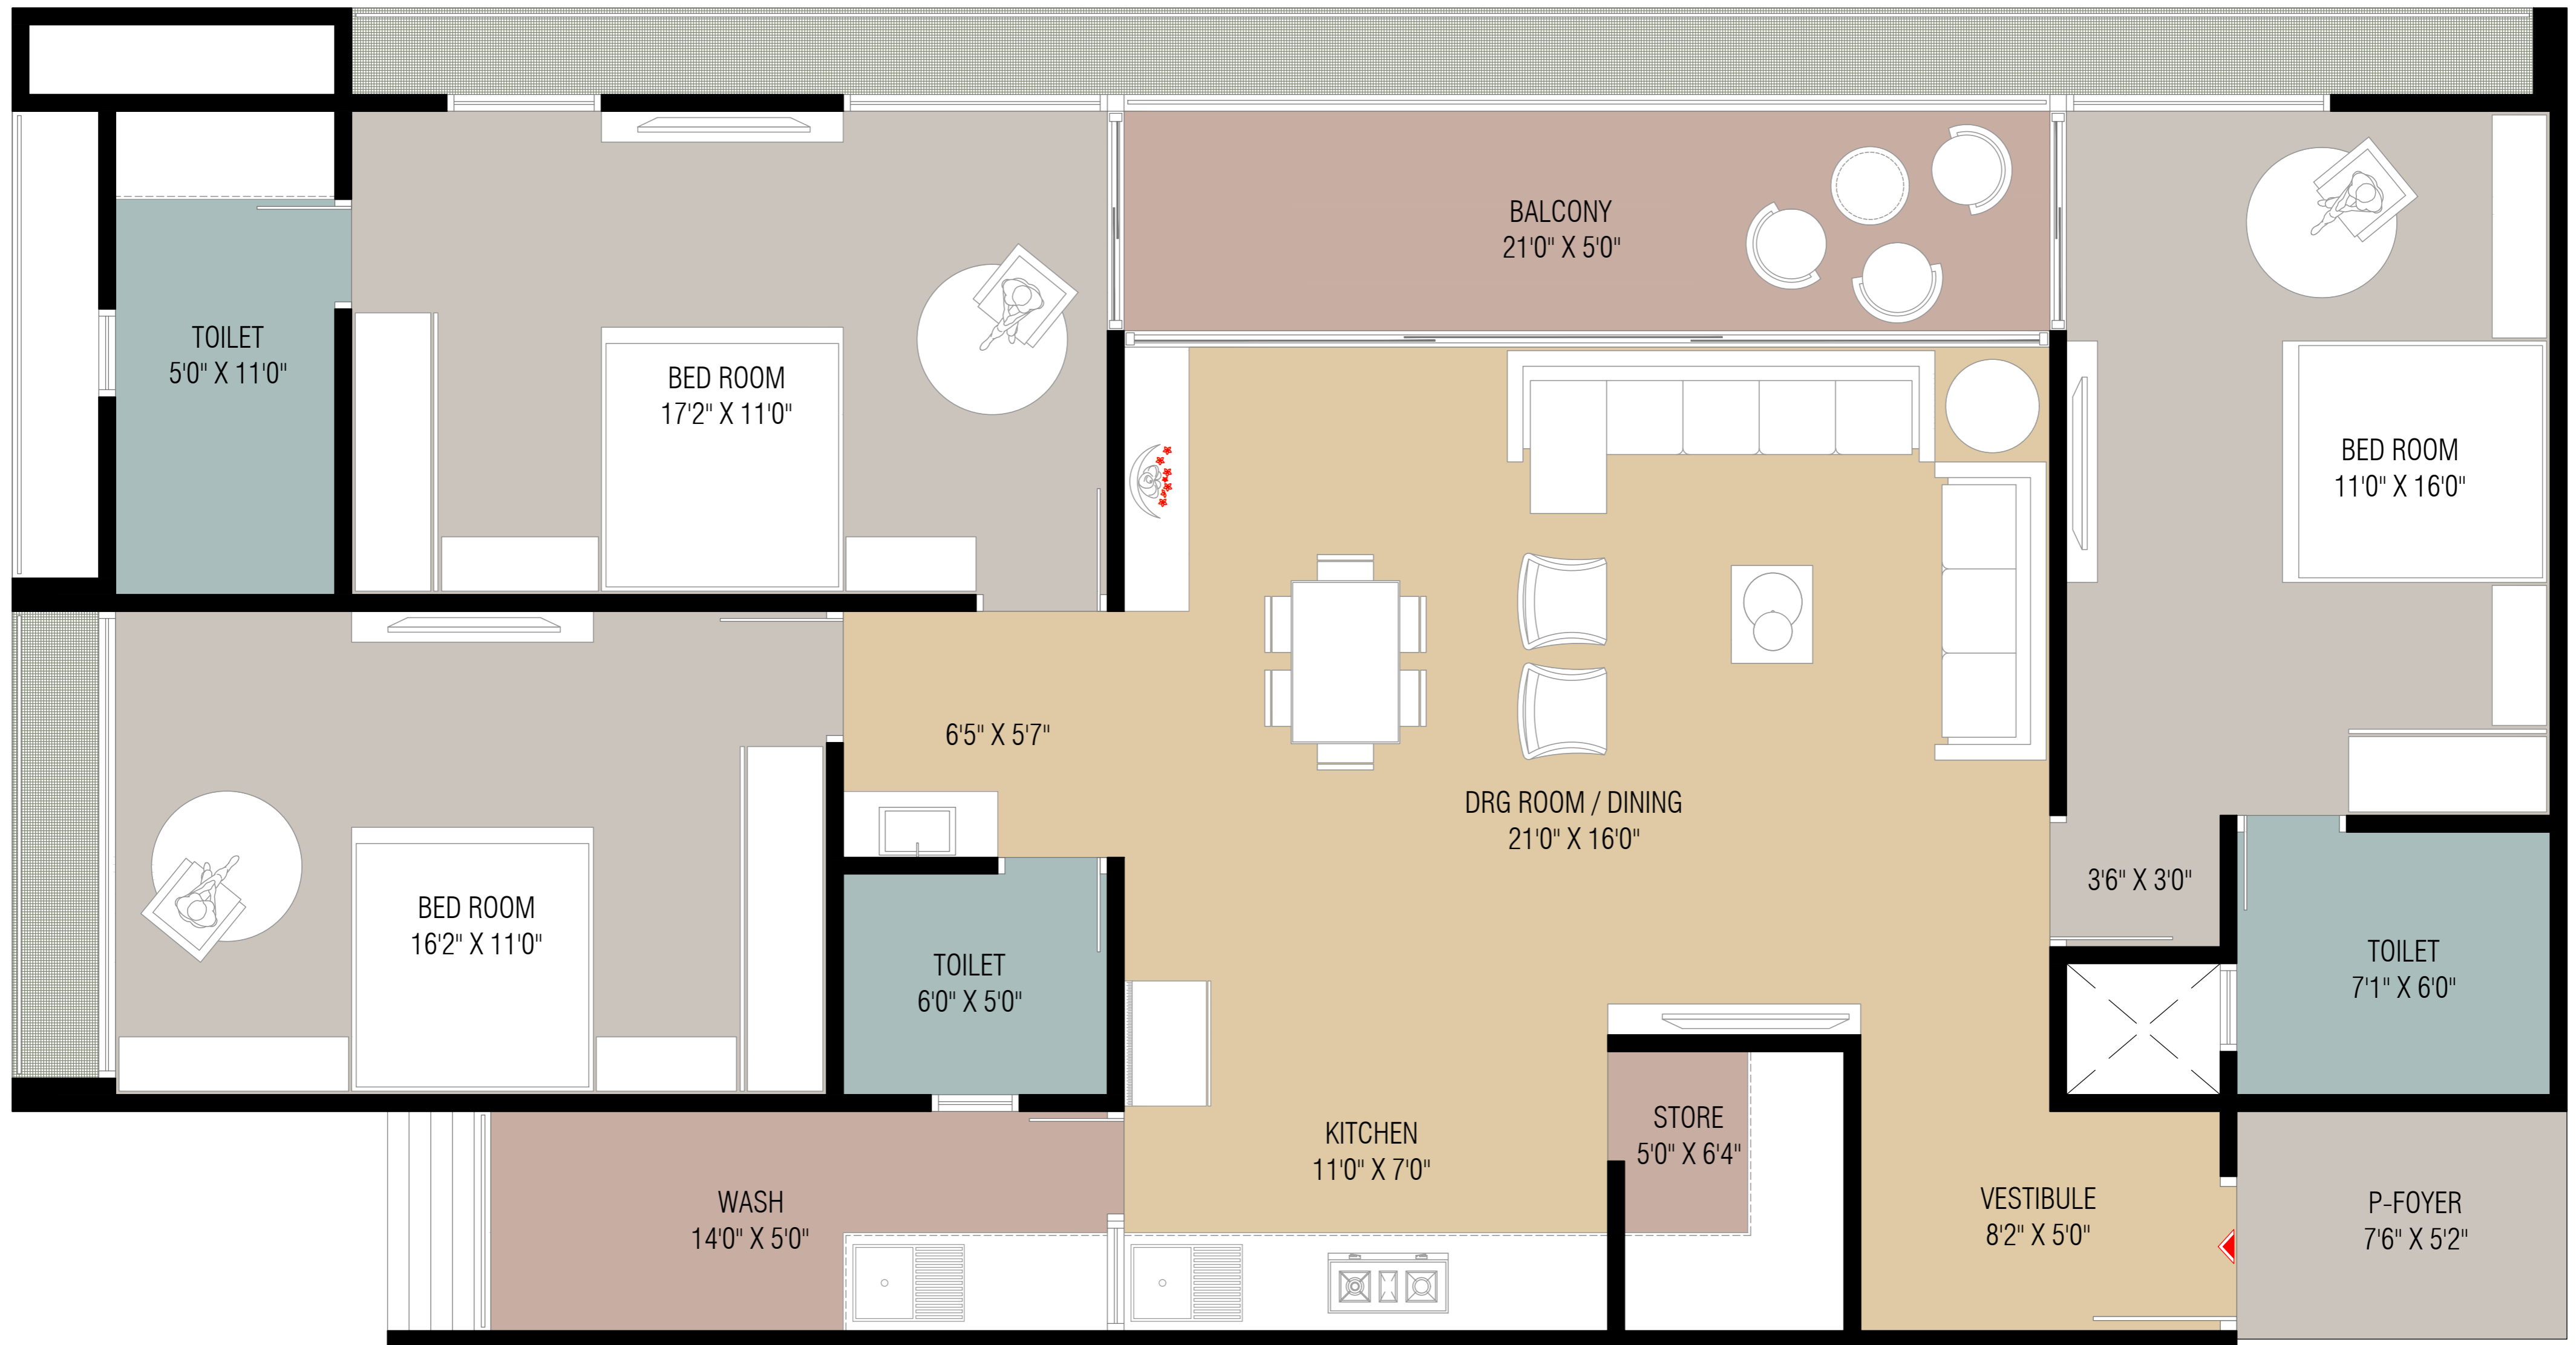 BALCONY
21'0" X 5'0"
TOILET
5'0" X 11'0"
BED ROOM
17'2" X 11'0"
BED ROOM
11'0" X 16'0"
6'5" X 5'7"
DRG ROOM / DINING
21'0" X 16'0"
3'6" X 3'0"
BED ROOM
16'2" X 11'0"
TOILET
6'0" X 5'0"
TOILET
7'1" X 6'0"
STORE
5'0" X 6'4"
KITCHEN
11'0" X 7'0"
WASH
14'0" X 5'0"
VESTIBULE
8'2" X 5'0"
P-FOYER
7'6" X 5'2"